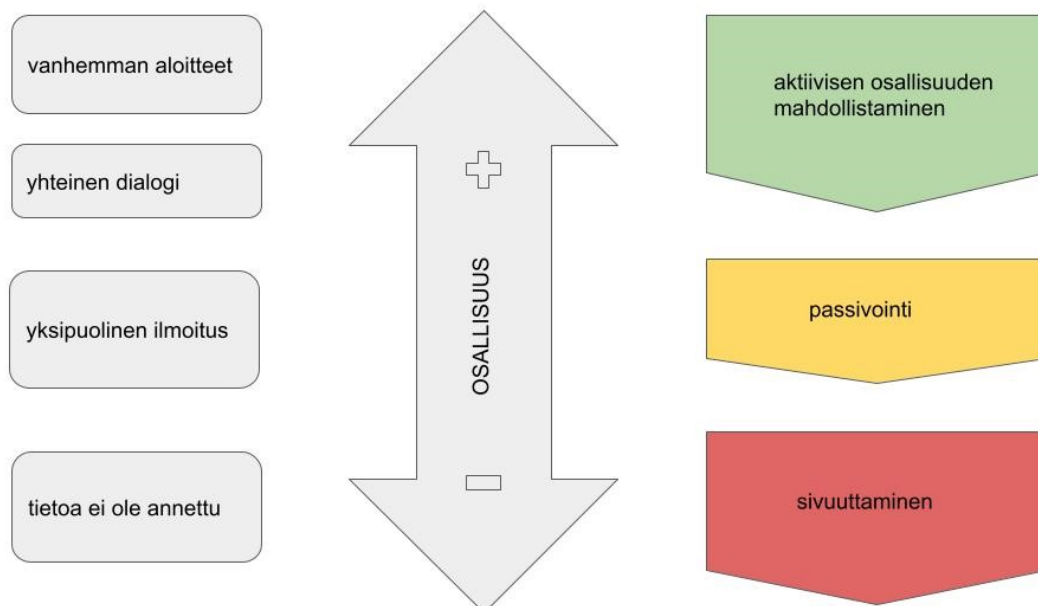 vanhemman aloitteet
yhteinen dialogi
yksipuolinen ilmoitus
tietoa ei ole annettu
+
OSALLISUUS
-
aktiivisen osallisuuden
mahdollistaminen
passivointi
sivuuttaminen